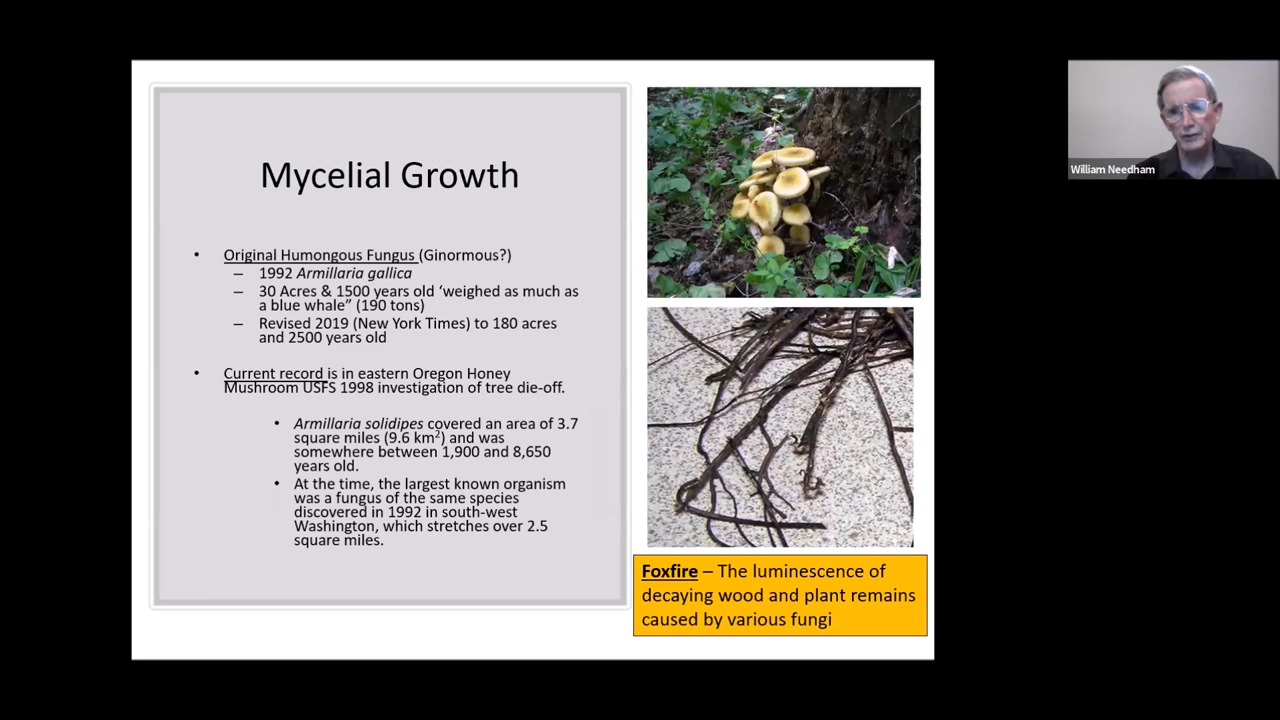 Mycelial Growth
• Original Humongous Fungus (Ginormous?)
– 1992 Armillaria gallica
– 30 Acres & 1500 years old ‘weighed as much as
a blue whale” (190 tons)
– Revised 2019 (New York Times) to 180 acres
and 2500 years old
• Current record is in eastern Oregon Honey
Mushroom USFS 1998 investigation of tree die-off.
• Armillaria solidipes covered an area of 3.7
square miles (9.6 km²) and was
somewhere between 1,900 and 8,650
years old.
• At the time, the largest known organism
was a fungus of the same species
discovered in 1992 in south-west
Washington, which stretches over 2.5
square miles.
Foxfire – The luminescence of
decaying wood and plant remains
caused by various fungi
William Needham